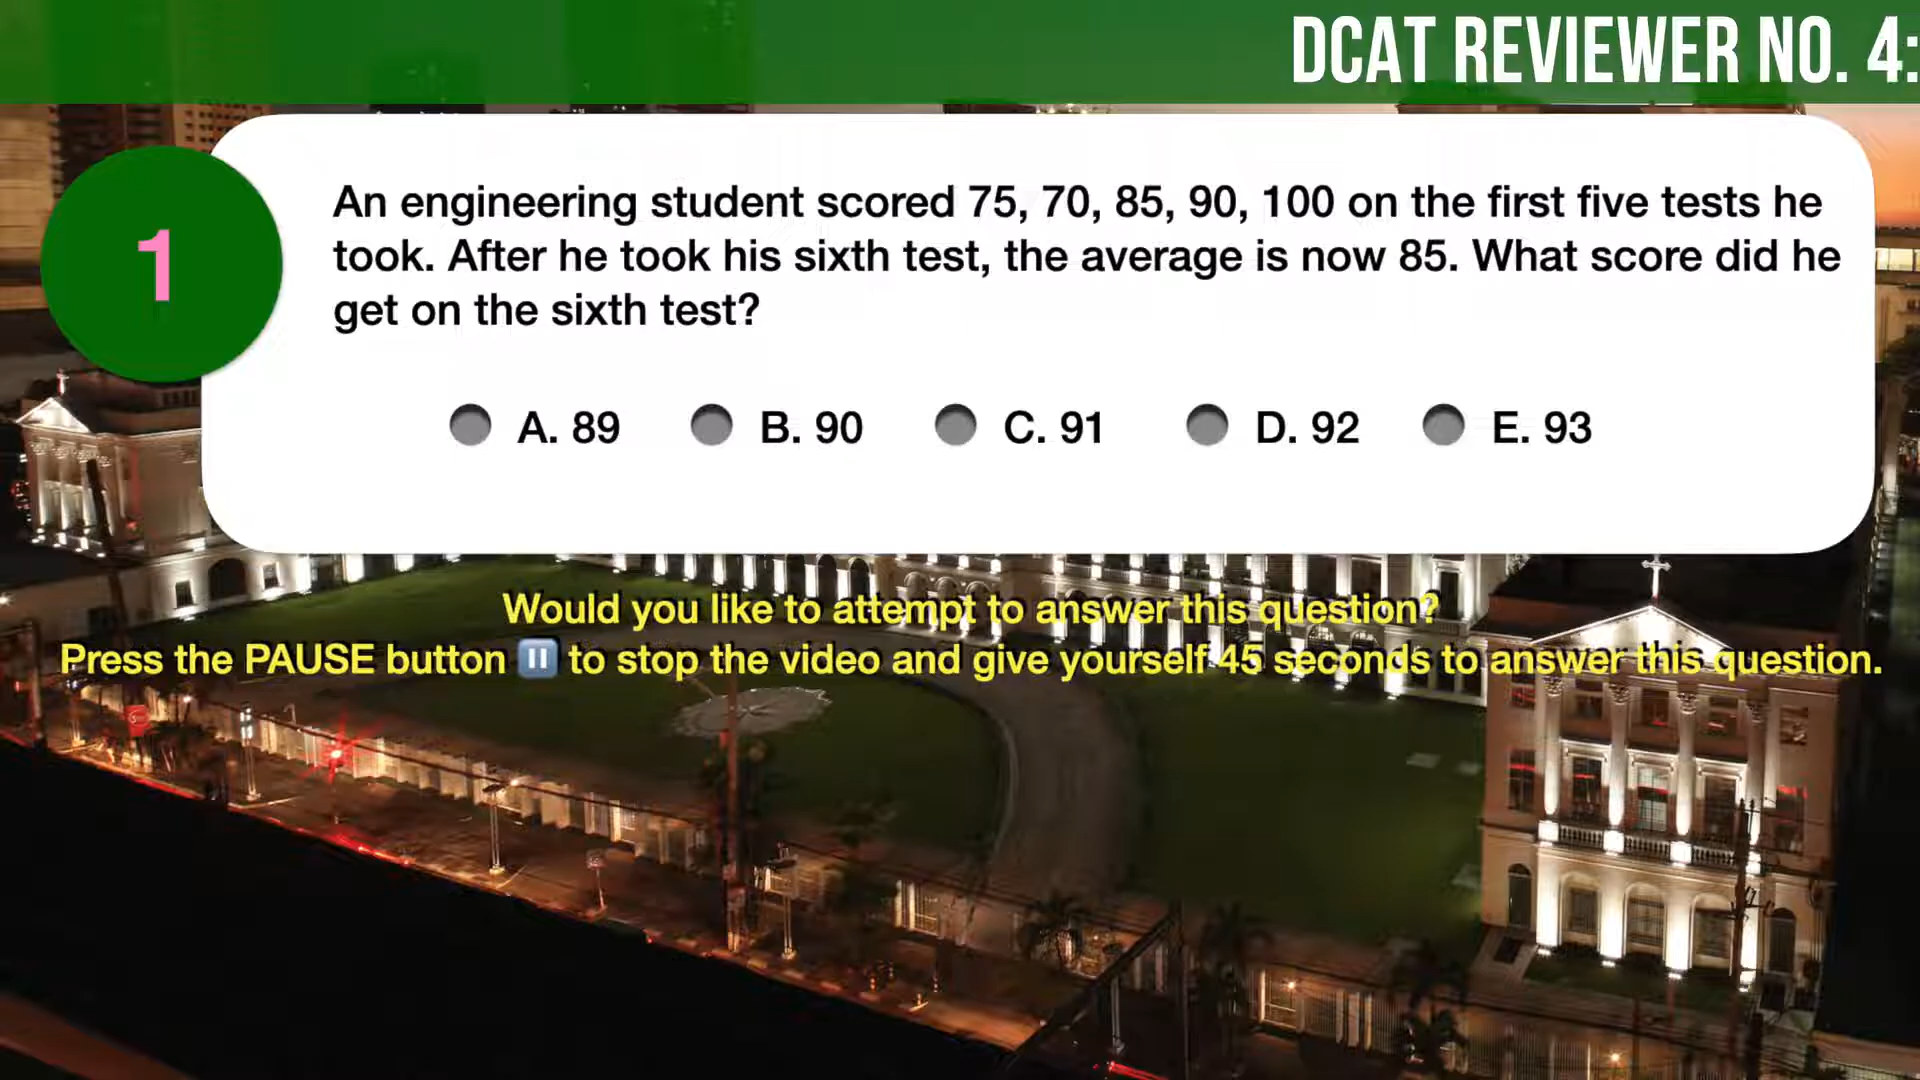 DCAT REVIEWER NO. 4:
1
An engineering student scored 75, 70, 85, 90, 100 on the first five tests he
took. After he took his sixth test, the average is now 85. What score did he
get on the sixth test?
A. 89 B. 90 C. 91 D. 92 E. 93
Would you like to attempt to answer this question?
Press the PAUSE button ⏸ to stop the video and give yourself 45 seconds to answer this question.